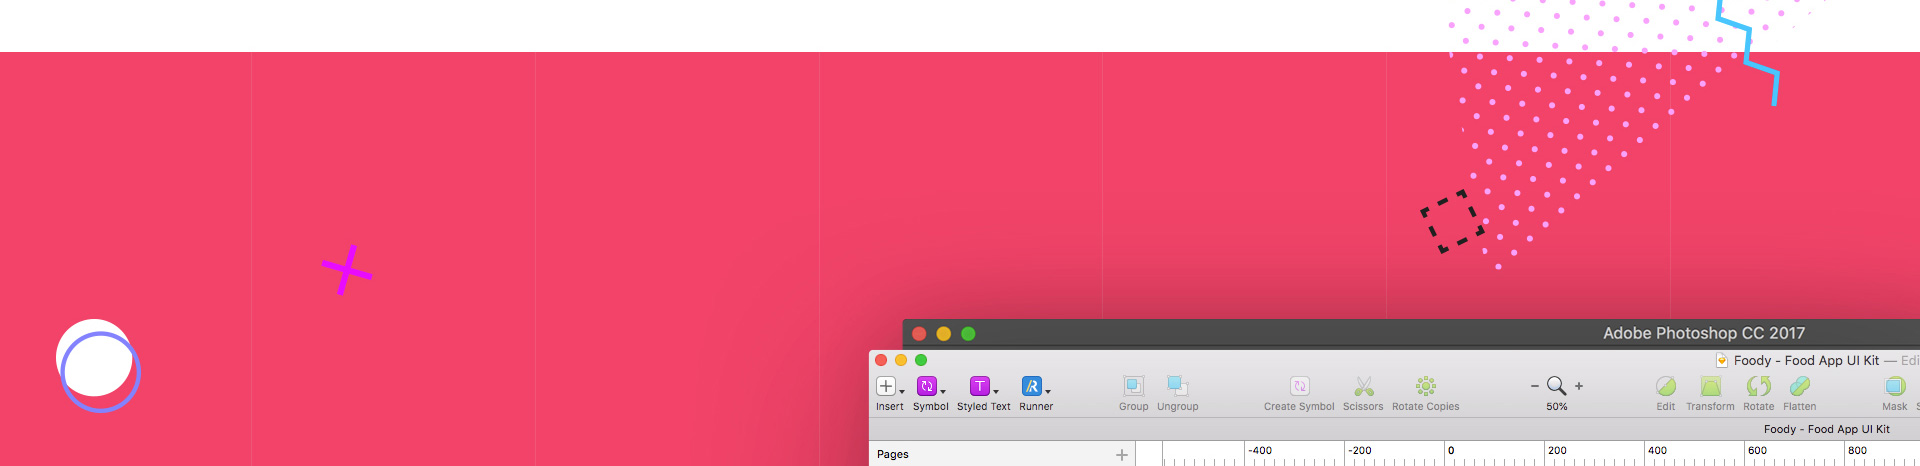 Adobe Photoshop CC 2017
Foody - Food App UI Kit — Edi
Insert Symbol Styled Text Runner Group Ungroup Create Symbol Scissors Rotate Copies 50% Edit Transform Rotate Flatten Mask
Foody - Food App UI Kit
Pages -400 -200 0 200 400 600 800